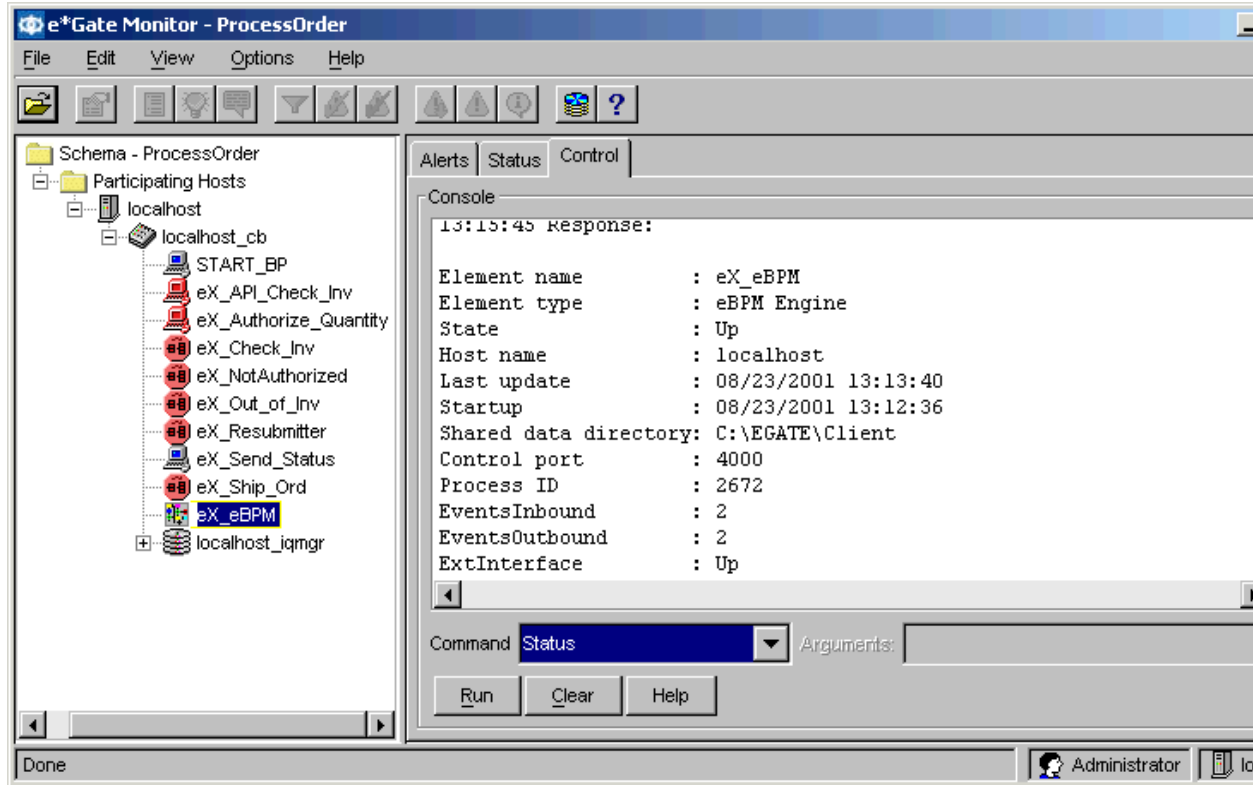 e*Gate Monitor - ProcessOrder
File Edit View Options Help
Schema - ProcessOrder
Participating Hosts
localhost
localhost_cb
START_BP
eX_API_Check_Inv
eX_Authorize_Quantity
eX_Check_Inv
eX_NotAuthorized
eX_Out_of_Inv
eX_Resubmitter
eX_Send_Status
eX_Ship_Ord
eX_eBPM
localhost_iqmgr
Alerts Status Control
Console
13:15:45 Response:
Element name : eX_eBPM
Element type : eBPM Engine
State : Up
Host name : localhost
Last update : 08/23/2001 13:13:40
Startup : 08/23/2001 13:12:36
Shared data directory: C:\EGATE\Client
Control port : 4000
Process ID : 2672
EventsInbound : 2
EventsOutbound : 2
ExtInterface : Up
Command Status Arguments:
Run Clear Help
Done Administrator lo